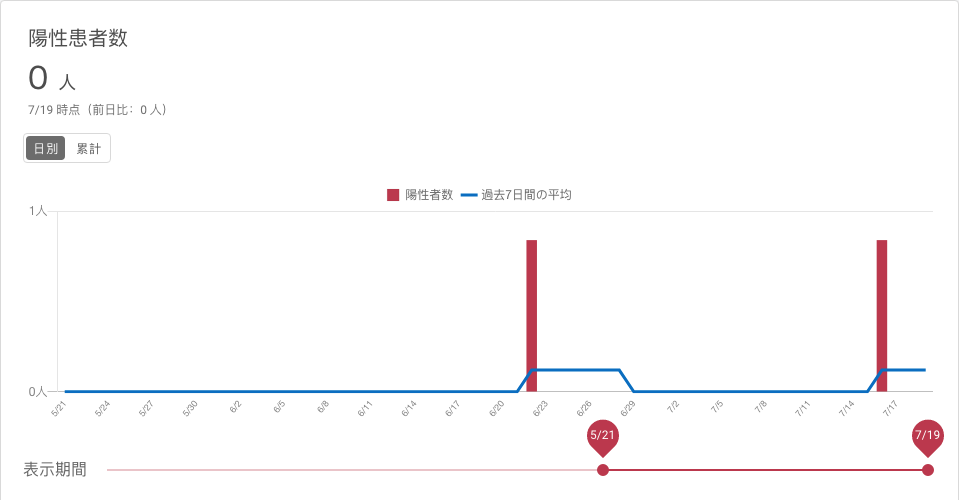 陽性患者数
0 人
7/19 時点（前日比：0 人）
日別 累計
陽性者数 過去7日間の平均
1人
0人
5/21 5/24 5/27 5/30 6/2 6/5 6/8 6/11 6/14 6/17 6/20 6/23 6/26 6/29 7/2 7/5 7/8 7/11 7/14 7/17
5/21 7/19
表示期間